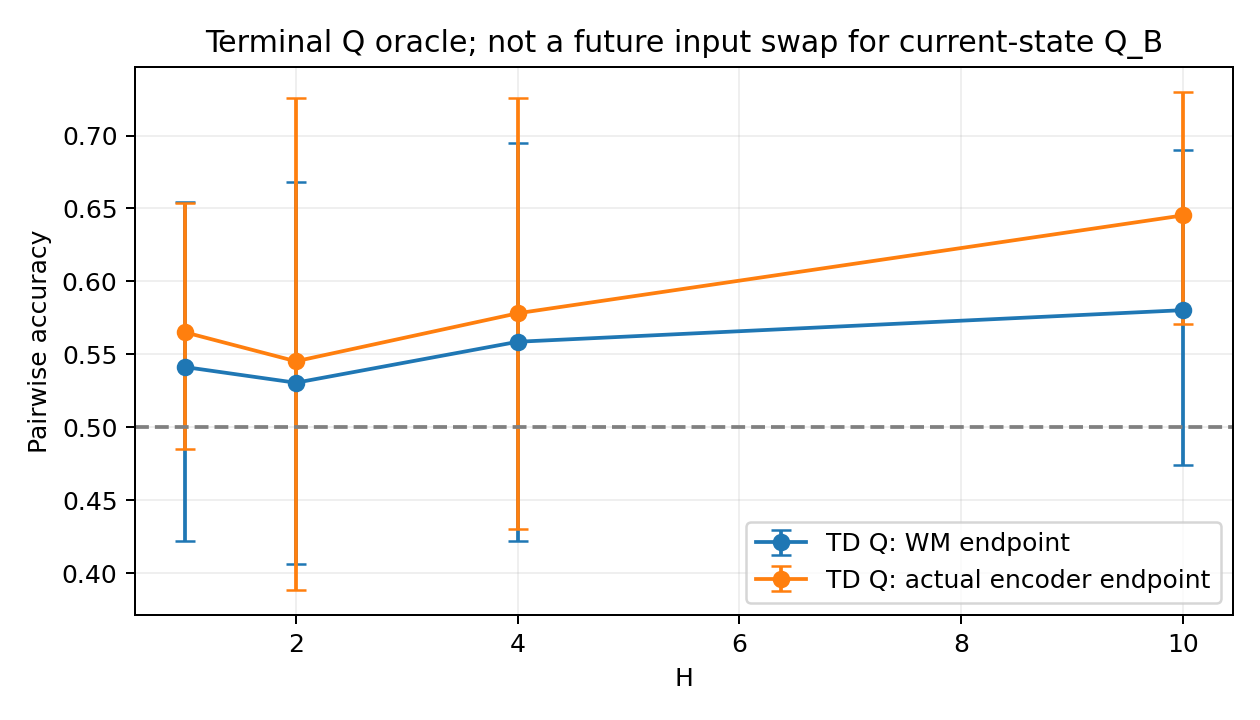 Terminal Q oracle; not a future input swap for current-state Q_B
Pairwise accuracy
0.70
0.65
0.60
0.55
0.50
0.45
0.40
TD Q: WM endpoint
TD Q: actual encoder endpoint
2
4
6
8
10
H